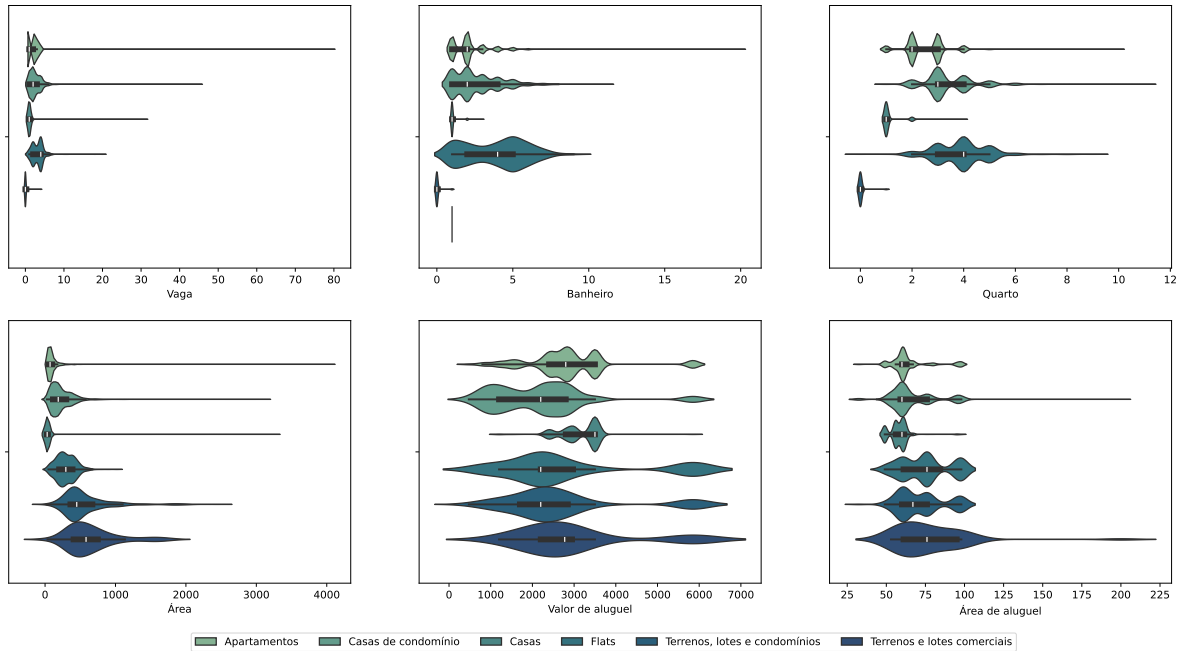 0 10 20 30 40 50 60 70 80
Vaga
0 5 10 15 20
Banheiro
0 2 4 6 8 10 12
Quarto
0 1000 2000 3000 4000
Área
0 1000 2000 3000 4000 5000 6000 7000
Valor de aluguel
25 50 75 100 125 150 175 200 225
Área de aluguel
Apartamentos Casas de condomínio Casas Flats Terrenos, lotes e condomínios Terrenos e lotes comerciais